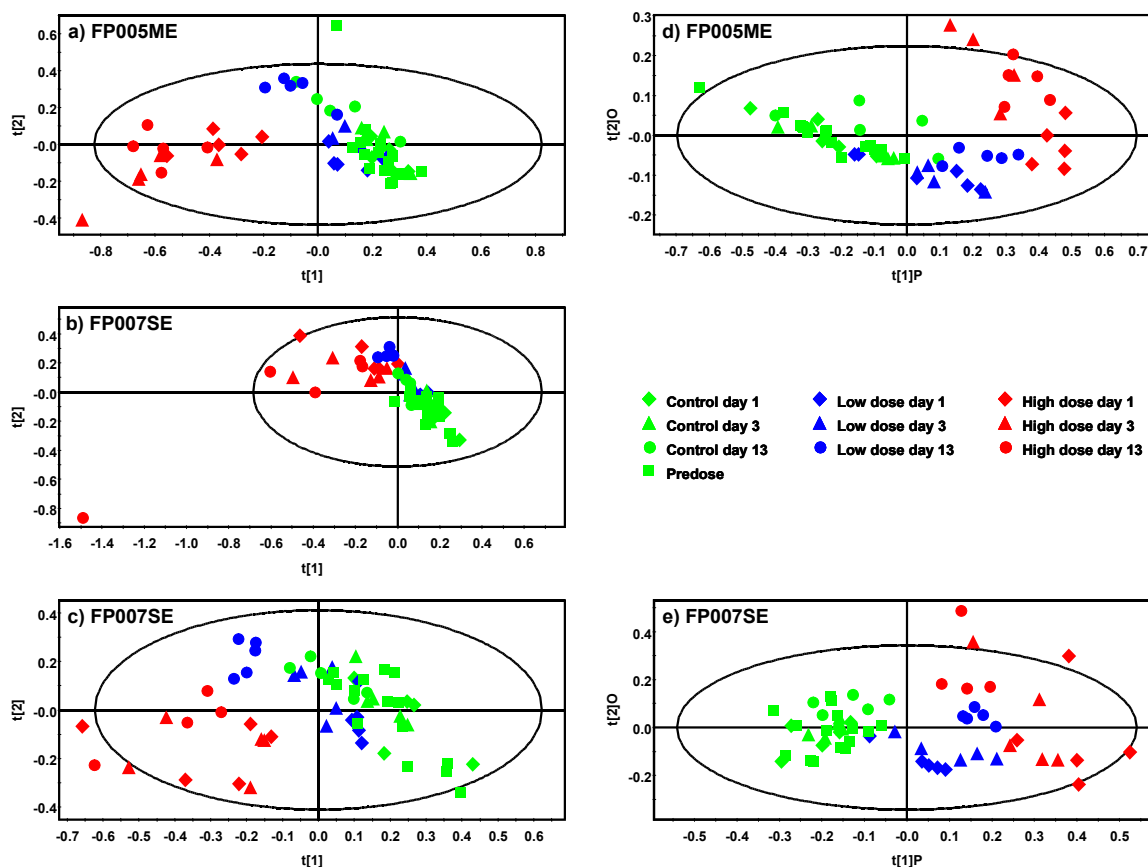 a) FP005ME
t[2]
0.6
0.4
0.2
-0.0
-0.2
-0.4
-0.8 -0.6 -0.4 -0.2 -0.0 0.2 0.4 0.6 0.8
t[1]
d) FP005ME
t[2]O
0.3
0.2
0.1
-0.0
-0.1
-0.2
-0.7 -0.6 -0.5 -0.4 -0.3 -0.2 -0.1 0.0 0.1 0.2 0.3 0.4 0.5 0.6 0.7
t[1]P
b) FP007SE
t[2]
0.4
0.2
-0.0
-0.2
-0.4
-0.6
-0.8
-1.6 -1.4 -1.2 -1.0 -0.8 -0.6 -0.4 -0.2 0.0 0.2 0.4 0.6
t[1]
Control day 1 Low dose day 1 High dose day 1
Control day 3 Low dose day 3 High dose day 3
Control day 13 Low dose day 13 High dose day 13
Predose
c) FP007SE
t[2]
0.4
0.2
-0.0
-0.2
-0.4
-0.7 -0.6 -0.5 -0.4 -0.3 -0.2 -0.1 0.0 0.1 0.2 0.3 0.4 0.5 0.6
t[1]
e) FP007SE
t[2]O
0.4
0.2
-0.0
-0.2
-0.5 -0.4 -0.3 -0.2 -0.1 0.0 0.1 0.2 0.3 0.4 0.5
t[1]P